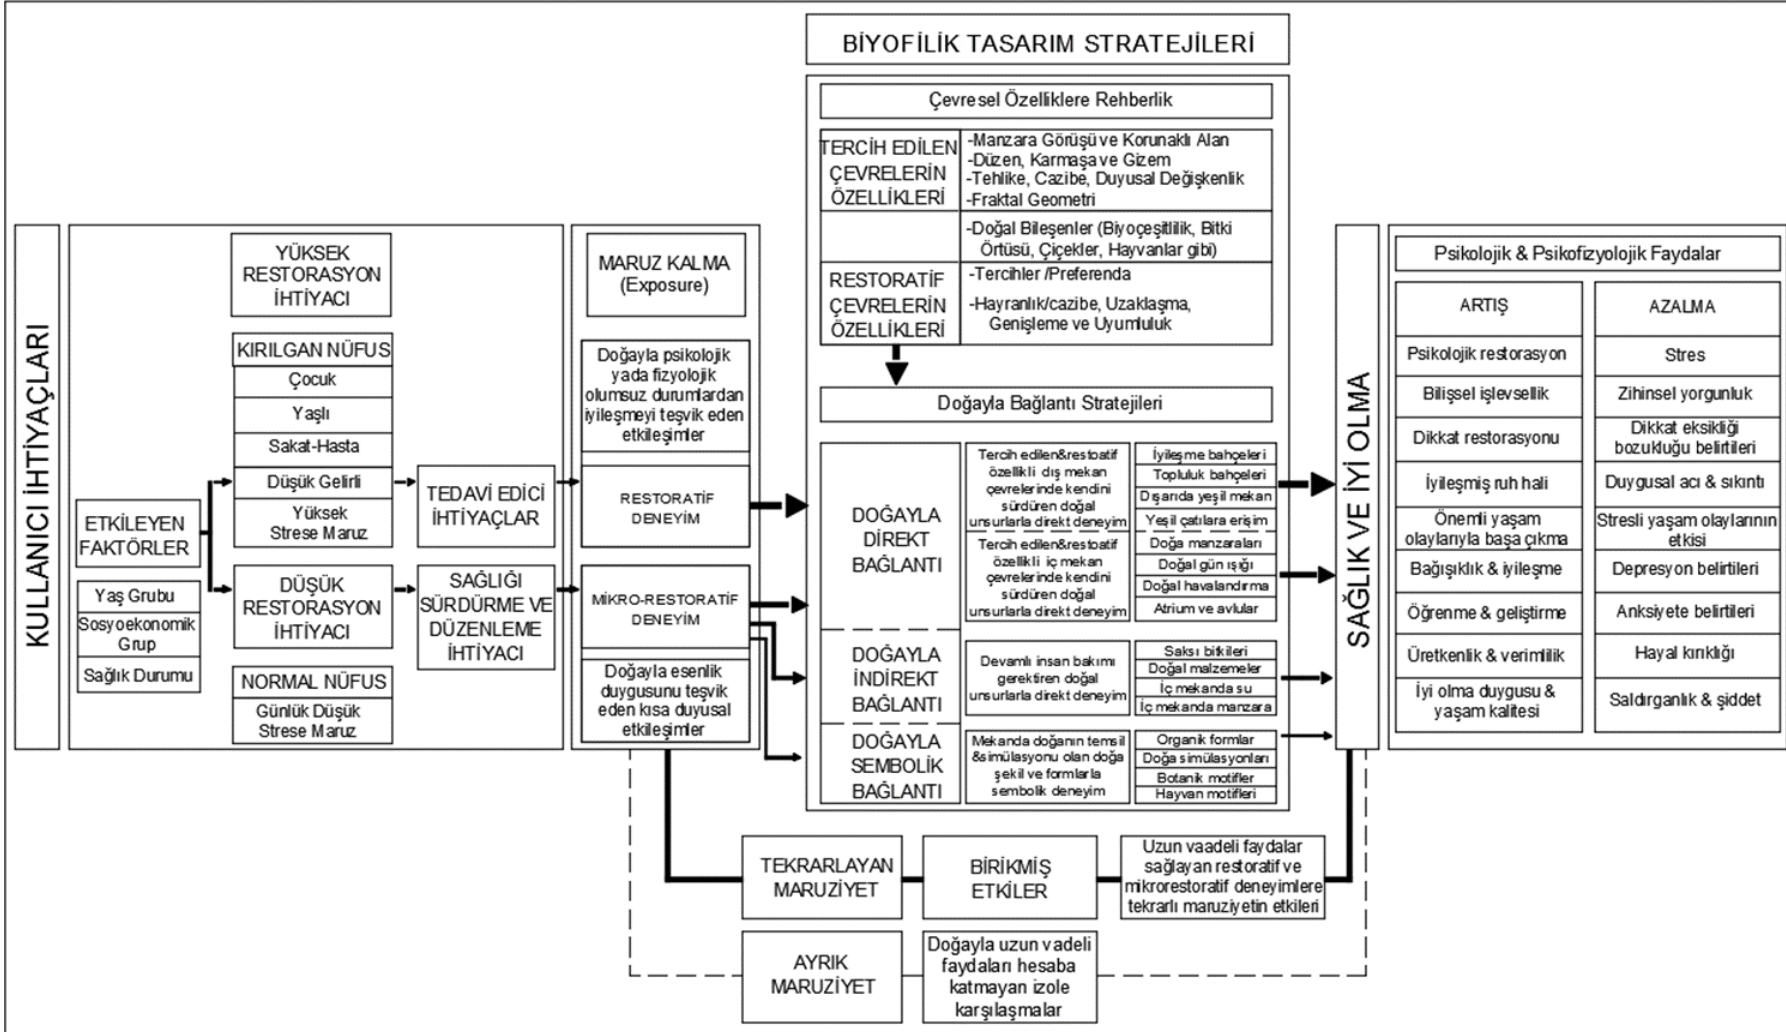 BİYOFİLİK TASARIM STRATEJİLERİ
KULLANICI İHTİYAÇLARI
ETKİLEYEN
FAKTÖRLER
Yaş Grubu
Sosyoekonomik
Grup
Sağlık Durumu
YÜKSEK
RESTORASYON
İHTİYACI
KIRILGAN NÜFUS
Çocuk
Yaşlı
Sakat-Hasta
Düşük Gelirli
Yüksek
Strese Maruz
DÜŞÜK
RESTORASYON
İHTİYACI
NORMAL NÜFUS
Günlük Düşük
Strese Maruz
TEDAVİ EDİCİ
İHTİYAÇLAR
SAĞLIĞI
SÜRDÜRME VE
DÜZENLEME
İHTİYACI
MARUZ KALMA
(Exposure)
Doğayla psikolojik
yada fizyolojik
olumsuz durumlardan
iyileşmeyi teşvik eden
etkileşimler
RESTORATİF
DENEYİM
MİKRO-RESTORATİF
DENEYİM
Doğayla esenlik
duygusunu teşvik
eden kısa duyusal
etkileşimler
Çevresel Özelliklere Rehberlik
TERCİH EDİLEN
ÇEVRELERİN
ÖZELLİKLERİ
-Manzara Görüşü ve Korunaklı Alan
-Düzen, Karmaşa ve Gizem
-Tehlike, Cazibe, Duyusal Değişkenlik
-Fraktal Geometri
-Doğal Bileşenler (Biyoçeşitlilik, Bitki
Örtüsü, Çiçekler, Hayvanlar gibi)
RESTORATİF
ÇEVRELERİN
ÖZELLİKLERİ
-Tercihler /Preferenda
-Hayranlık/cazibe, Uzaklaşma,
Genişleme ve Uyumluluk
Doğayla Bağlantı Stratejileri
DOĞAYLA
DİREKT
BAĞLANTI
Tercih edilen&restoatif
özellikli dış mekan
çevrelerinde kendini
sürdüren doğal
unsurlarla direkt deneyim
İyileşme bahçeleri
Topluluk bahçeleri
Dışarıda yeşil mekan
Yeşil çatılara erişim
Tercih edilen&restoatif
özellikli iç mekan
çevrelerinde kendini
sürdüren doğal
unsurlarla direkt deneyim
Doğa manzaraları
Doğal gün ışığı
Doğal havalandırma
Atrium ve avlular
DOĞAYLA
İNDİREKT
BAĞLANTI
Devamlı insan bakımı
gerektiren doğal
unsurlarla direkt deneyim
Saksı bitkileri
Doğal malzemeler
İç mekanda su
İç mekanda manzara
DOĞAYLA
SEMBOLİK
BAĞLANTI
Mekanda doğanın temsil
&simülasyonu olan doğa
şekil ve formlarla
sembolik deneyim
Organik formlar
Doğa simülasyonları
Botanik motifler
Hayvan motifleri
SAĞLIK VE İYİ OLMA
Psikolojik & Psikofizyolojik Faydalar
ARTIŞ
Psikolojik restorasyon
Bilişsel işlevsellik
Dikkat restorasyonu
İyileşmiş ruh hali
Önemli yaşam
olaylarıyla başa çıkma
Bağışıklık & iyileşme
Öğrenme & geliştirme
Üretkenlik & verimlilik
İyi olma duygusu &
yaşam kalitesi
AZALMA
Stres
Zihinsel yorgunluk
Dikkat eksikliği
bozukluğu belirtileri
Duygusal acı & sıkıntı
Stresli yaşam olaylarının
etkisi
Depresyon belirtileri
Anksiyete belirtileri
Hayal kırıklığı
Saldırganlık & şiddet
TEKRARLAYAN
MARUZİYET
BİRİKMİŞ
ETKİLER
Uzun vaadeli faydalar
sağlayan restoratif ve
mikrorestoratif deneyimlere
tekrarlı maruziyetin etkileri
AYRIK
MARUZİYET
Doğayla uzun vadeli
faydaları hesaba
katmayan izole
karşılaşmalar